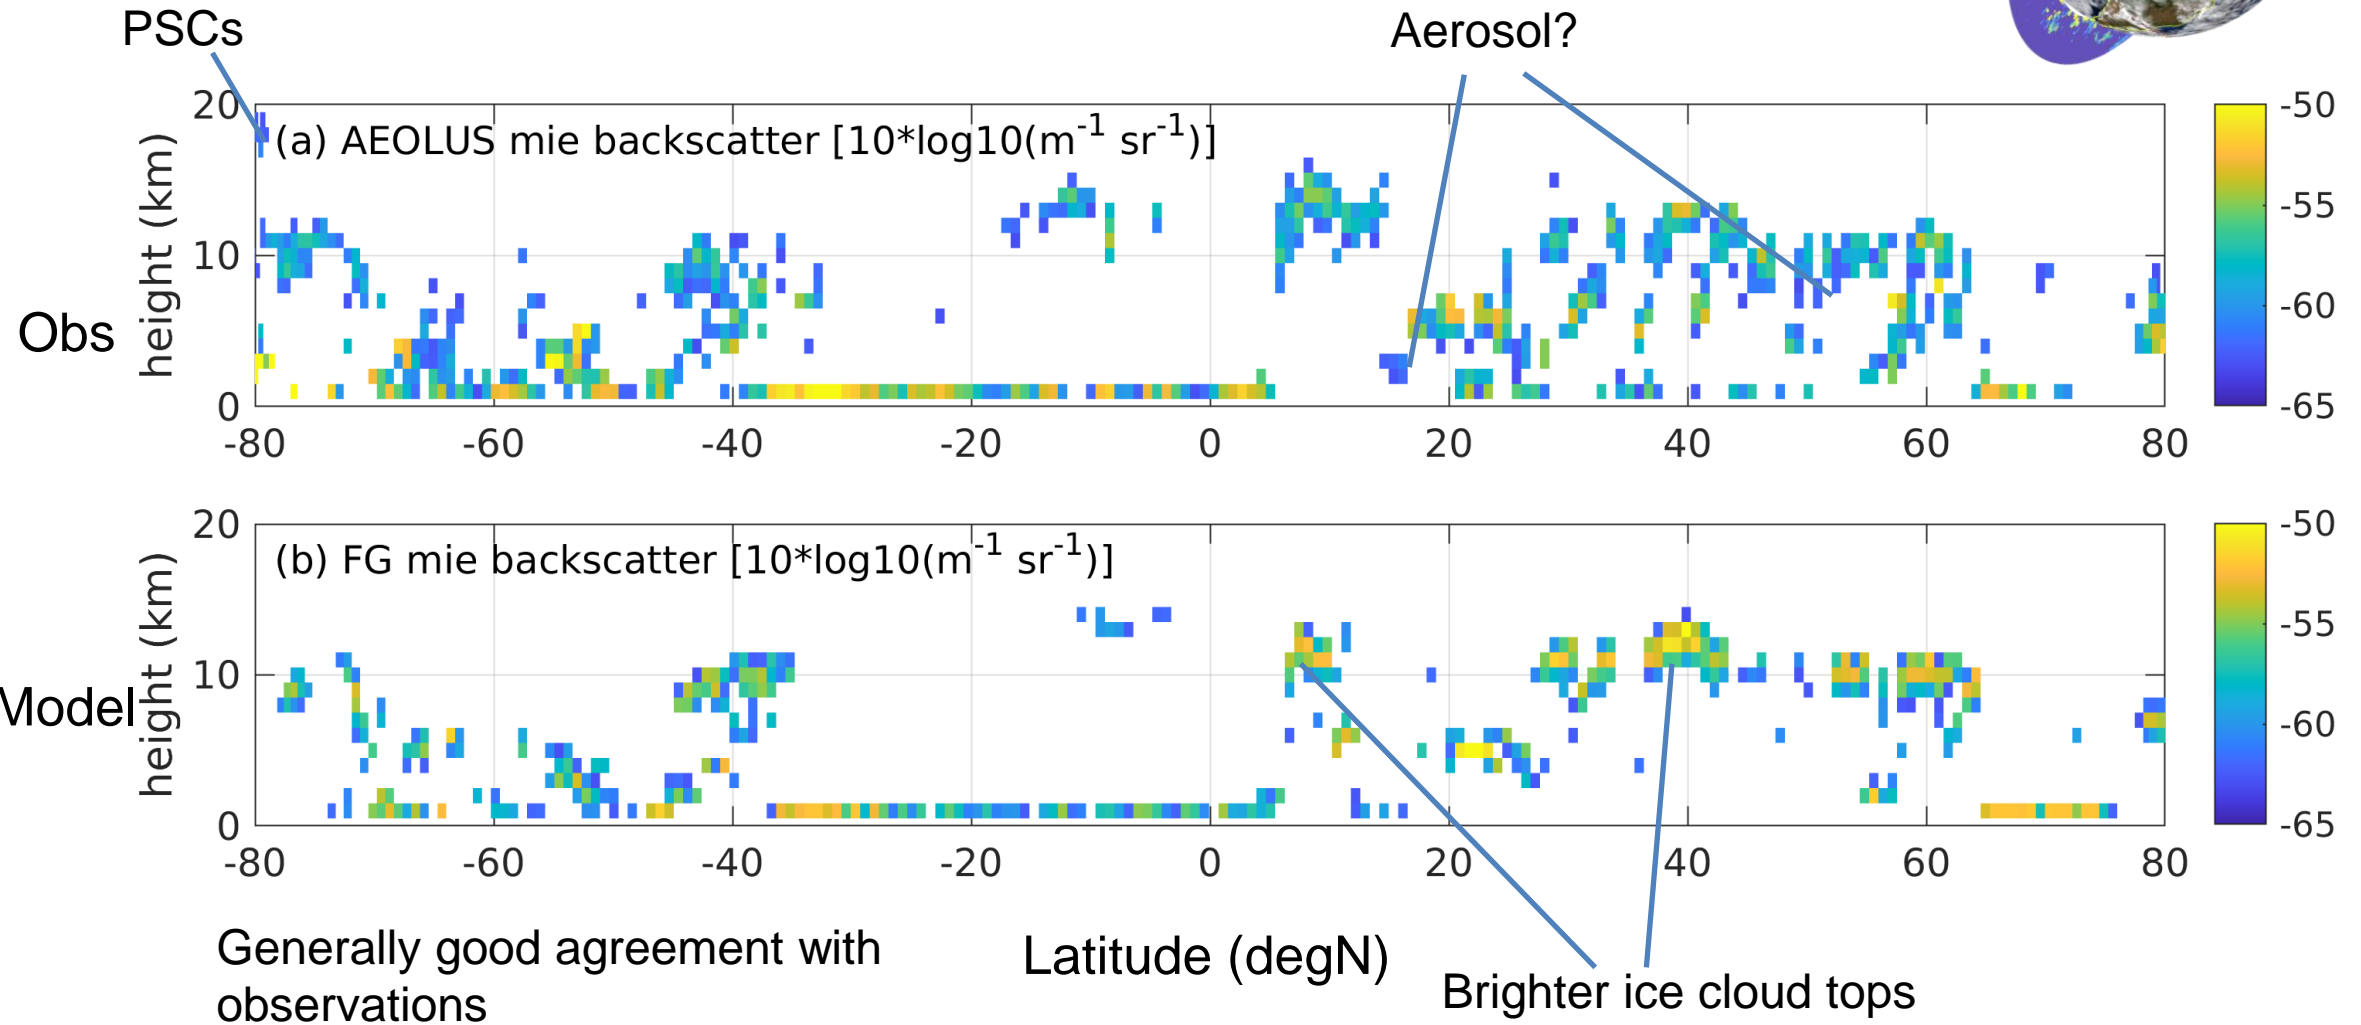 PSCs
Aerosol?
(a) AEOLUS mie backscatter [10*log10(m⁻¹ sr⁻¹)]
20
10
0
height (km)
Obs
-80 -60 -40 -20 0 20 40 60 80
-50
-55
-60
-65
(b) FG mie backscatter [10*log10(m⁻¹ sr⁻¹)]
20
10
0
height (km)
Model
-80 -60 -40 -20 0 20 40 60 80
-50
-55
-60
-65
Generally good agreement with
observations
Latitude (degN)
Brighter ice cloud tops